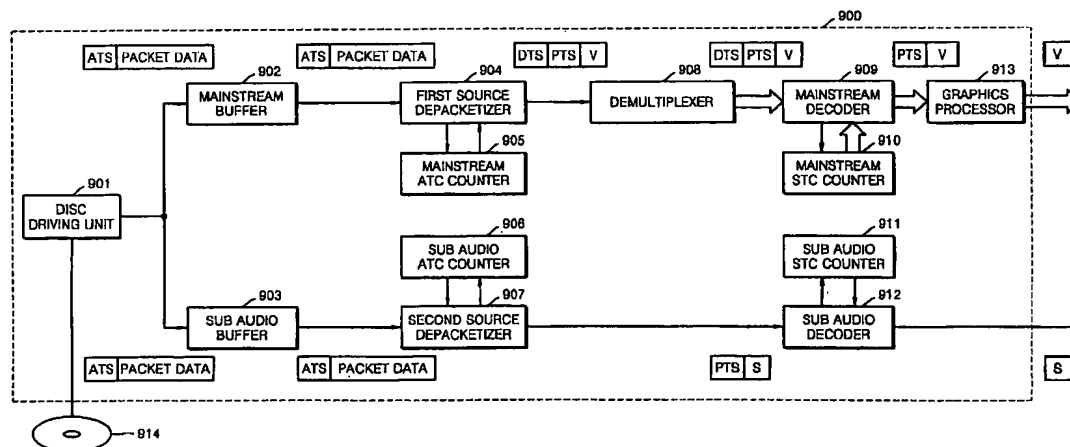 900
ATS PACKET DATA
ATS PACKET DATA
DTS PTS V
DTS PTS V
PTS V
V
902
MAINSTREAM
BUFFER
904
FIRST SOURCE
DEPACKETIZER
908
DEMULTIPLEXER
909
MAINSTREAM
DECODER
913
GRAPHICS
PROCESSOR
905
MAINSTREAM
ATC COUNTER
910
MAINSTREAM
STC COUNTER
901
DISC
DRIVING UNIT
906
SUB AUDIO
ATC COUNTER
911
SUB AUDIO
STC COUNTER
903
SUB AUDIO
BUFFER
907
SECOND SOURCE
DEPACKETIZER
912
SUB AUDIO
DECODER
ATS PACKET DATA
ATS PACKET DATA
PTS S
S
914